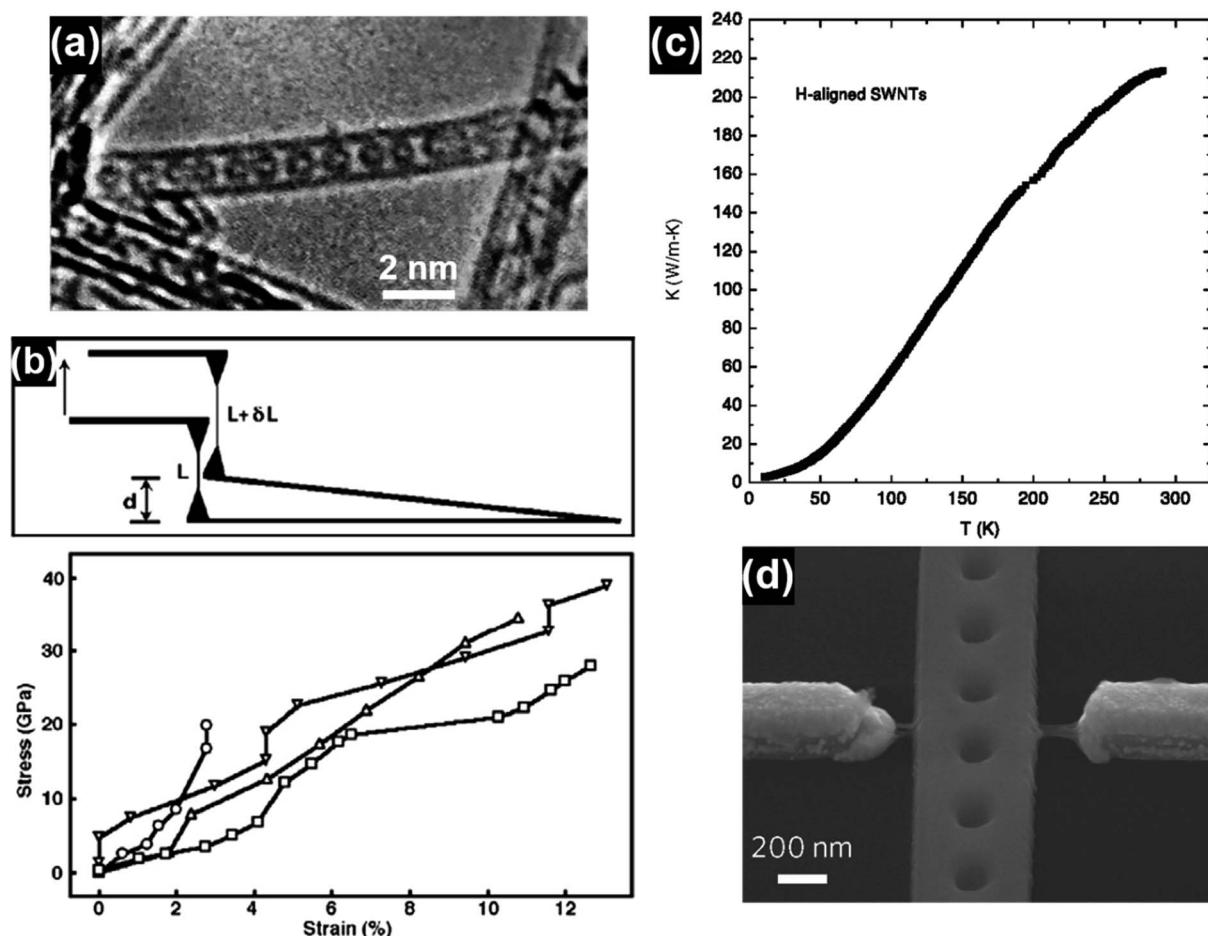 (a)
2 nm
(b)
L+ δL
L
d
Stress (GPa)
40
30
20
10
0
0 2 4 6 8 10 12
Strain (%)
(c)
H-aligned SWNTs
K (W/m-K)
240
220
200
180
160
140
120
100
80
60
40
20
0
0 50 100 150 200 250 300
T (K)
(d)
200 nm